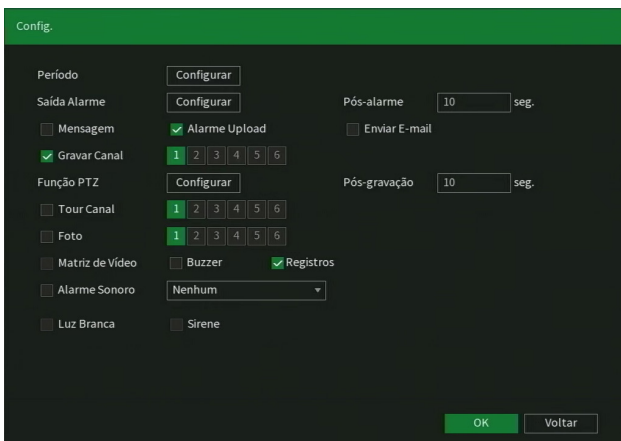 Config.
Período Configurar
Saída Alarme Configurar Pós-alarme 10 seg.
Mensagem Alarme Upload Enviar E-mail
Gravar Canal 1 2 3 4 5 6
Função PTZ Configurar Pós-gravação 10 seg.
Tour Canal 1 2 3 4 5 6
Foto 1 2 3 4 5 6
Matriz de Vídeo Buzzer Registros
Alarme Sonoro Nenhum
Luz Branca Sirene
OK Voltar